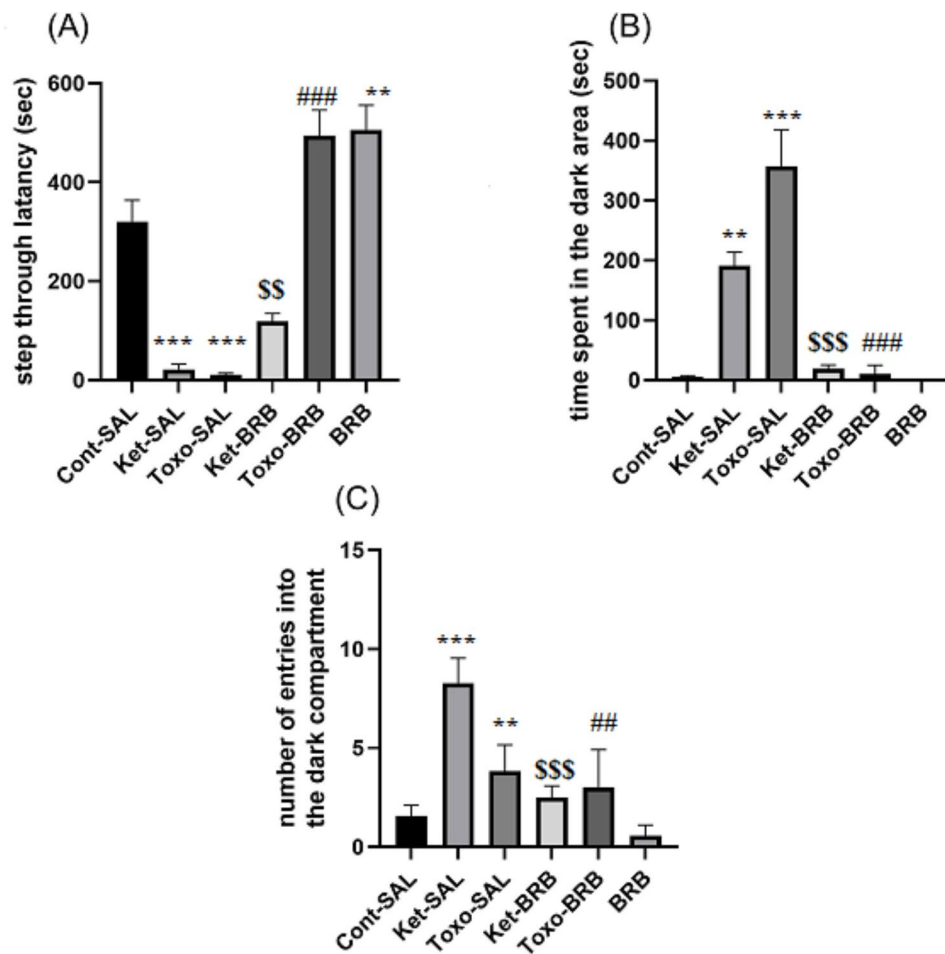 (A)
step through latancy (sec)
600
400
200
0
***
***
$$
###
**
Cont-SAL
Ket-SAL
Toxo-SAL
Ket-BRB
Toxo-BRB
BRB
(B)
time spent in the dark area (sec)
500
400
300
200
100
0
**
***
$$$
###
Cont-SAL
Ket-SAL
Toxo-SAL
Ket-BRB
Toxo-BRB
BRB
(C)
number of entries into
the dark compartment
15
10
5
0
***
**
$$$
##
Cont-SAL
Ket-SAL
Toxo-SAL
Ket-BRB
Toxo-BRB
BRB